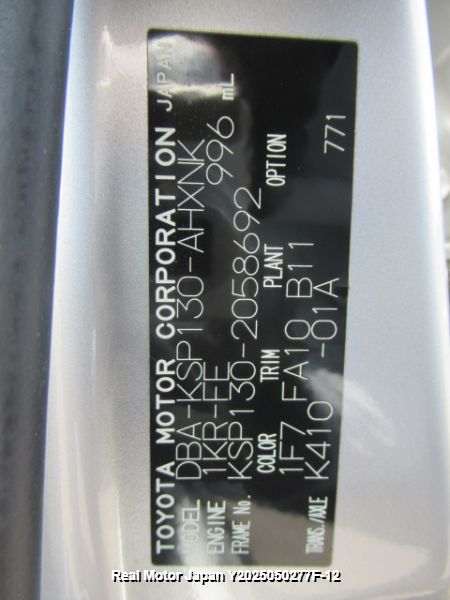 TOYOTA MOTOR CORPORATION JAPAN
MODEL DBA-KSP130-AHXNK
ENGINE 1KR-FE 996 mL
FRAME No. KSP130-2058692
COLOR TRIM PLANT OPTION
1F7 FA10 B11 771
TRANS./AXLE K410 -01A
Real Motor Japan Y2025050277F-12